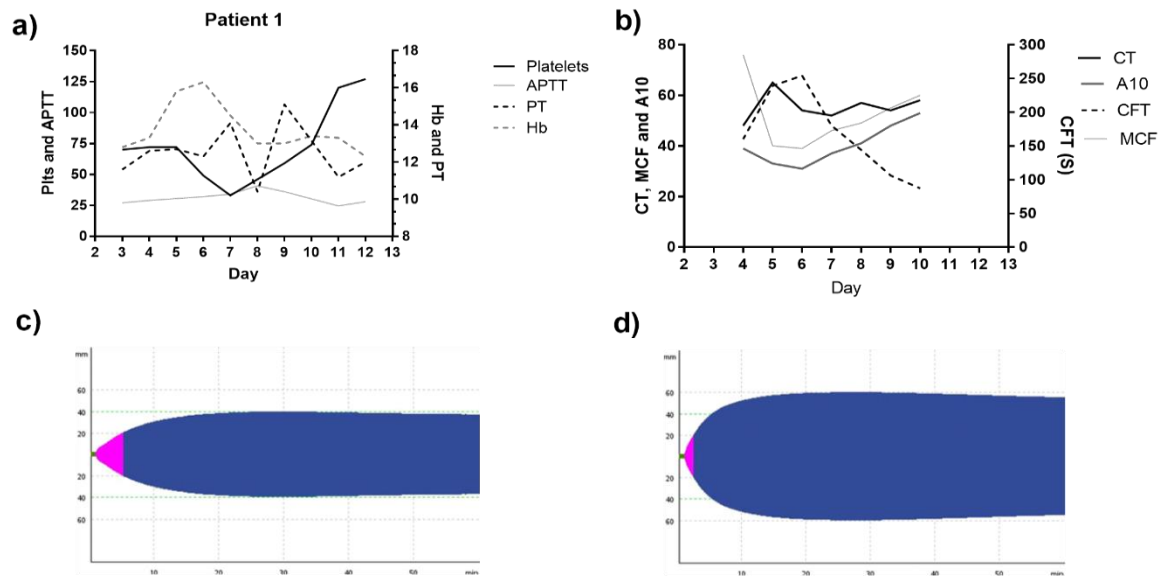 a)
Patient 1
150
125
100
75
50
25
0
Plts and APTT
18
16
14
12
10
8
Hb and PT
2 3 4 5 6 7 8 9 10 11 12 13
Day
Platelets
APTT
PT
Hb
b)
80
60
40
20
0
CT, MCF and A10
300
250
200
150
100
50
0
CFT (S)
2 3 4 5 6 7 8 9 10 11 12 13
Day
CT
A10
CFT
MCF
c)
mm
60
40
20
20
40
60
10 20 30 40 50 min
d)
mm
60
40
20
20
40
60
10 20 30 40 50 min